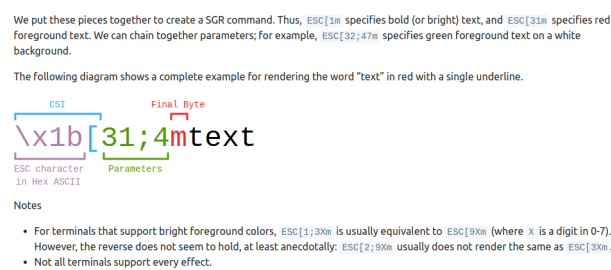 We put these pieces together to create a SGR command. Thus, ESC[1m specifies bold (or bright) text, and ESC[31m specifies red
foreground text. We can chain together parameters; for example, ESC[32;47m specifies green foreground text on a white
background.
The following diagram shows a complete example for rendering the word "text" in red with a single underline.
CSI Final Byte
\x1b[31;4mtext
ESC character Parameters
in Hex ASCII
Notes
• For terminals that support bright foreground colors, ESC[1;3Xm is usually equivalent to ESC[9Xm (where X is a digit in 0-7).
However, the reverse does not seem to hold, at least anecdotally: ESC[2;9Xm usually does not render the same as ESC[3Xm.
• Not all terminals support every effect.